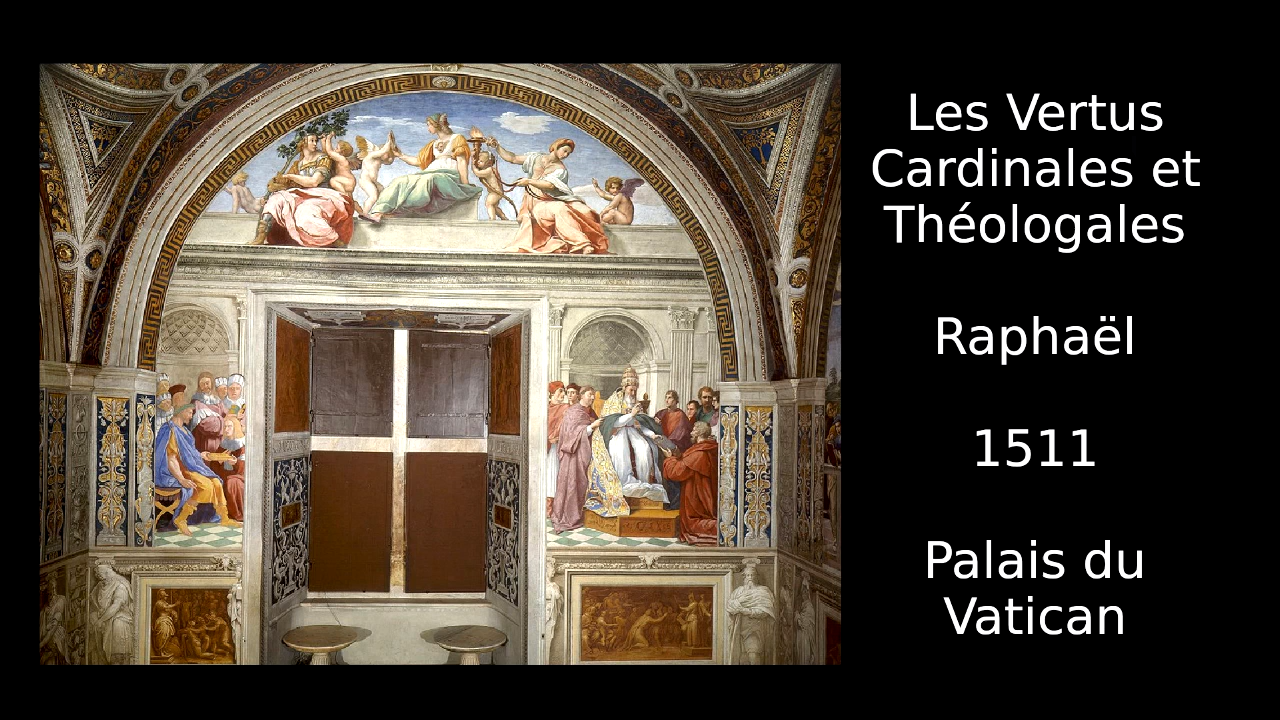 Les Vertus
Cardinales et
Théologales
Raphaël
1511
Palais du
Vatican